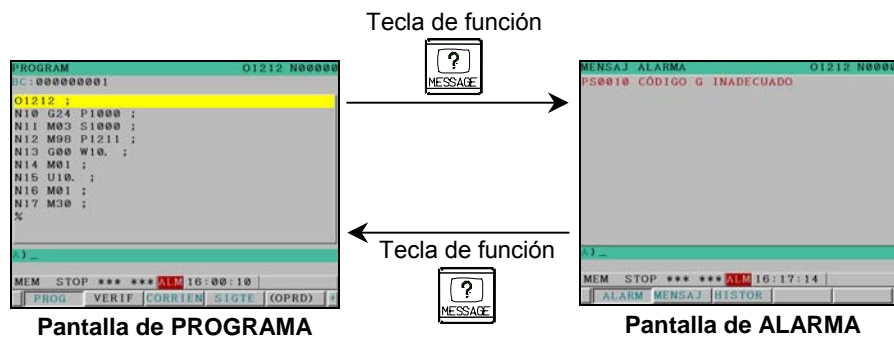 Tecla de función
?
MESSAGE
PROGRAM O1212 N00000
BC:000000001
O1212 ;
N10 G24 P1000 ;
N11 M03 S1000 ;
N12 M98 P1211 ;
N13 G00 W10. ;
N14 M01 ;
N15 U10. ;
N16 M01 ;
N17 M30 ;
%
A)_
MEM STOP *** *** ALM 16:00:10
PROG VERIF CORRIEN SIGTE (OPRD) +
Pantalla de PROGRAMA
MENSAJ ALARMA O1212 N0000
PS0010 CÓDIGO G INADECUADO
A)_
MEM STOP *** *** ALM 16:17:14
ALARM MENSAJ HISTOR
Pantalla de ALARMA
Tecla de función
?
MESSAGE